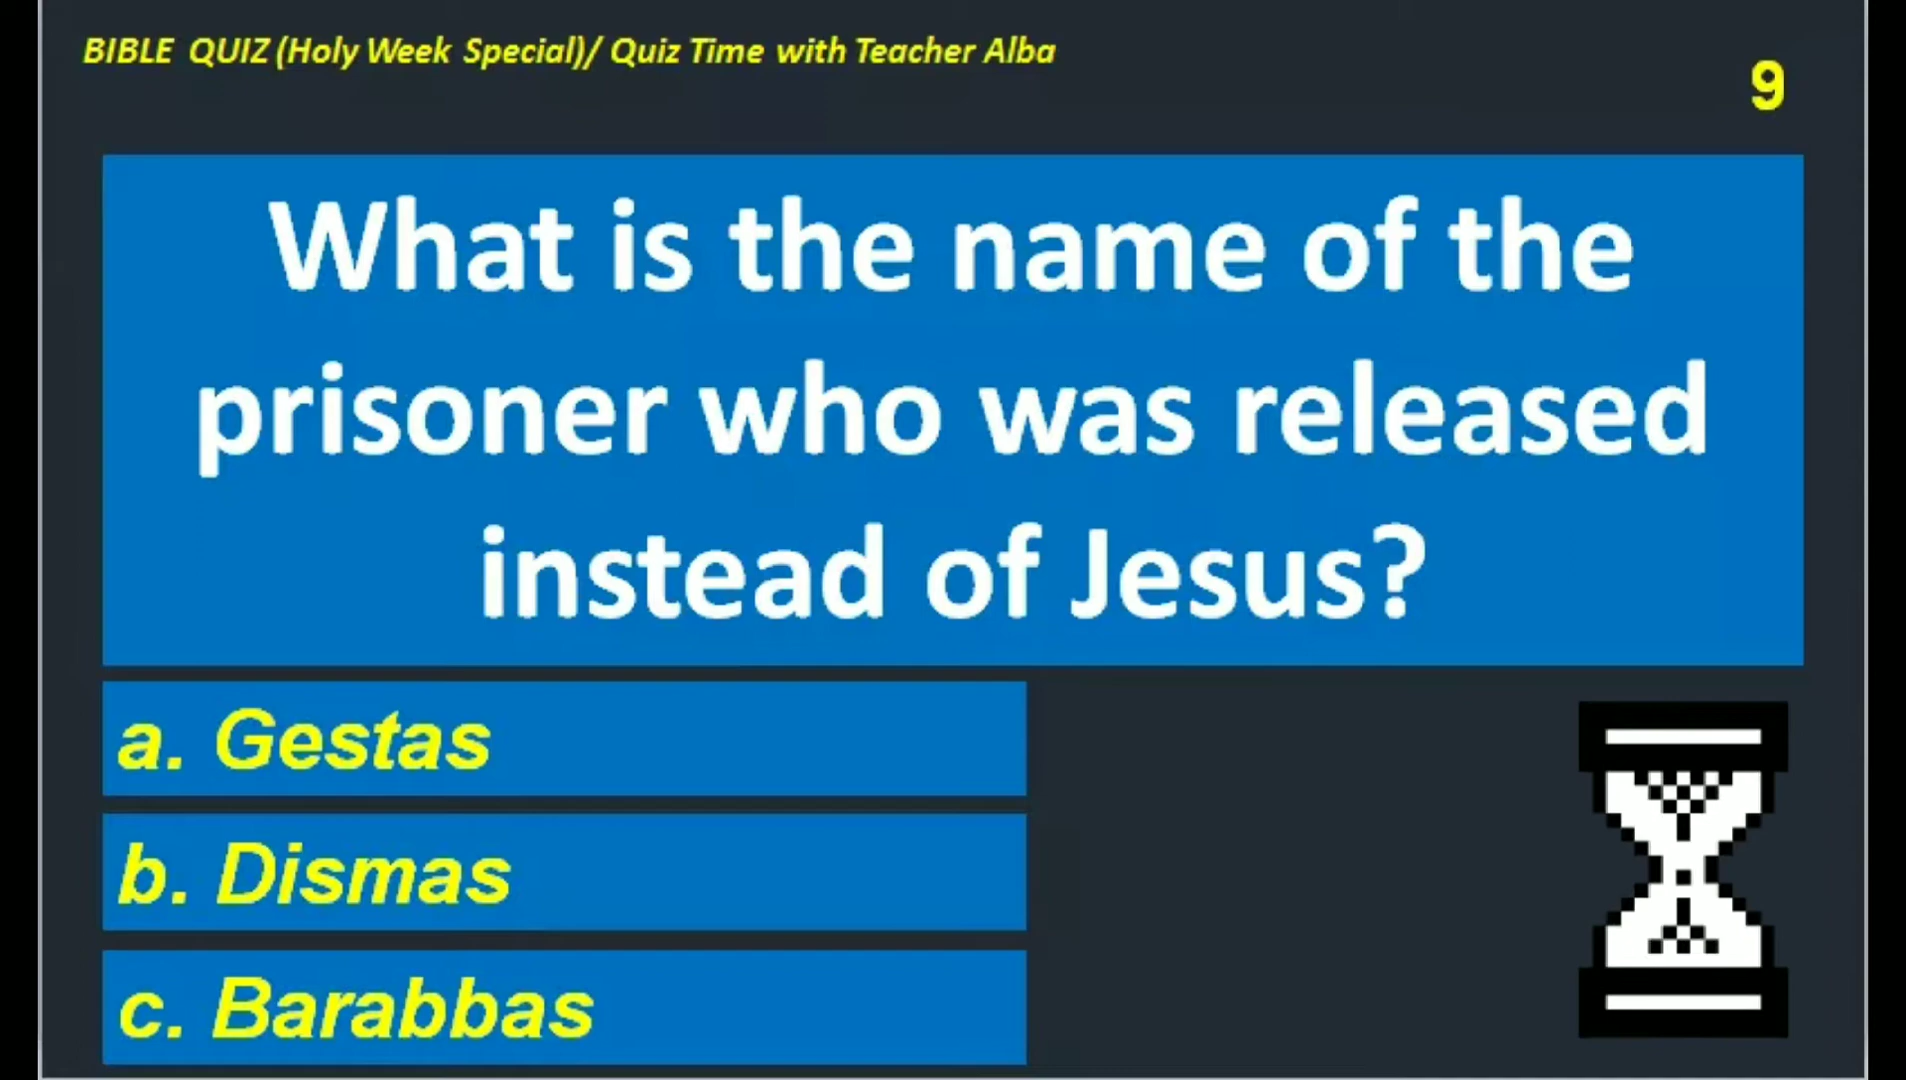 BIBLE QUIZ (Holy Week Special)/ Quiz Time with Teacher Alba
9
What is the name of the
prisoner who was released
instead of Jesus?
a. Gestas
b. Dismas
c. Barabbas